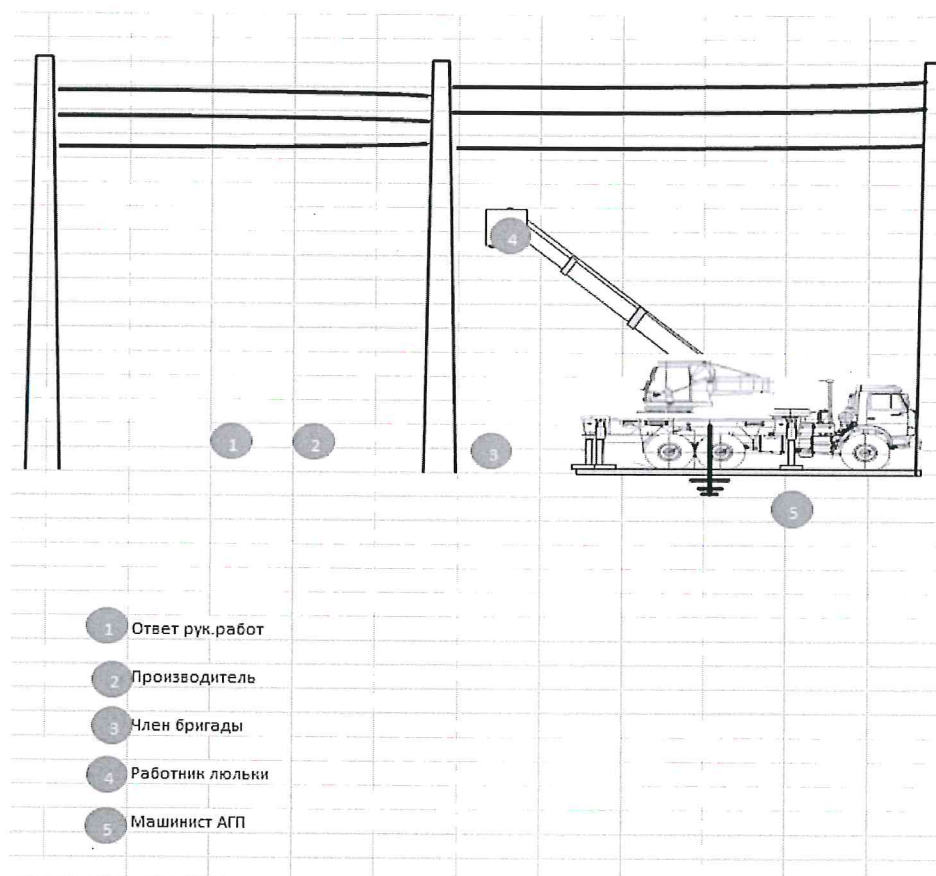 4
1
2
3
5
1 Ответ рук.работ
2 Производитель
3 Член бригады
4 Работник люльки
5 Машинист АГП